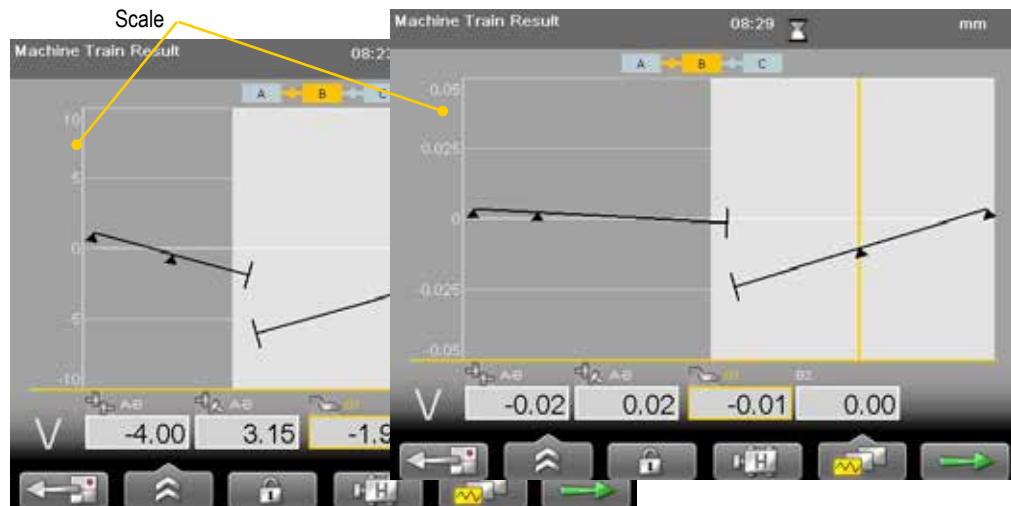 Scale
Machine Train Result
A B
10
5
0
-5
-10
A-B A-B B1
V -4.00 3.15 -1.9
H
Machine Train Result 08:29 mm
A B C
0.05
0.025
0
-0.025
-0.05
A-B A-B B1 B2
V -0.02 0.02 -0.01 0.00
H